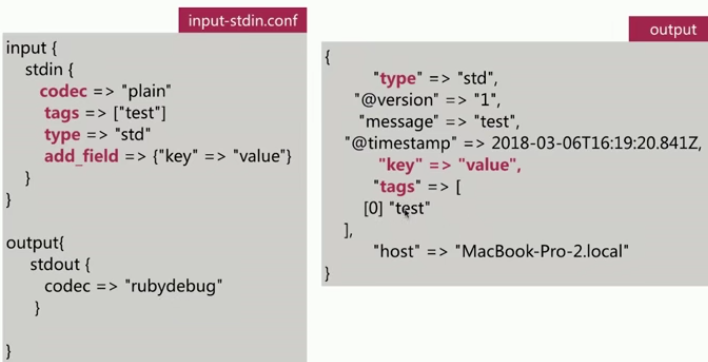 input-stdin.conf
input {
stdin {
codec => "plain"
tags => ["test"]
type => "std"
add_field => {"key" => "value"}
}
}
output{
stdout {
codec => "rubydebug"
}
}
output
{
"type" => "std",
"@version" => "1",
"message" => "test",
"@timestamp" => 2018-03-06T16:19:20.841Z,
"key" => "value",
"tags" => [
[0] "test"
],
"host" => "MacBook-Pro-2.local"
}